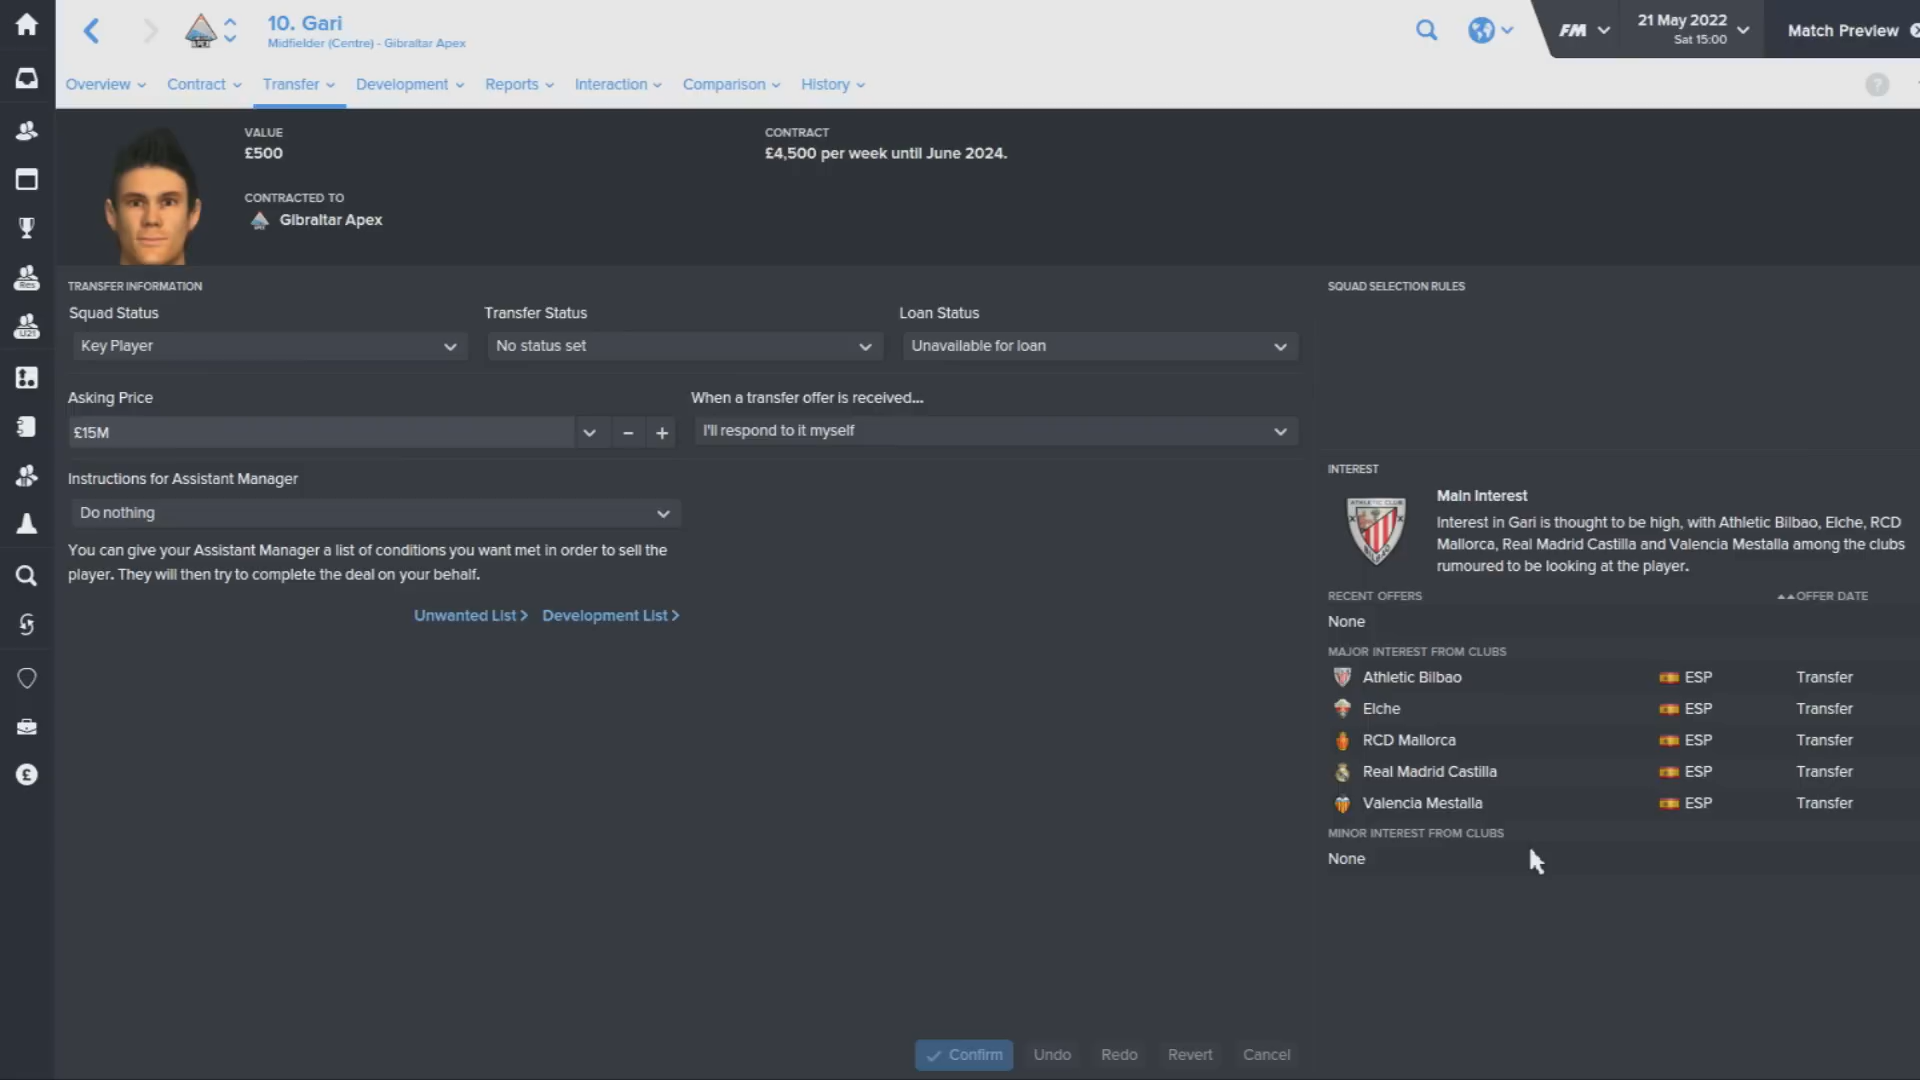 10. Gari
Midfielder (Centre) - Gibraltar Apex
FM
21 May 2022
Sat 15:00
Match Preview
Overview
Contract
Transfer
Development
Reports
Interaction
Comparison
History
?
VALUE
£500
CONTRACT
£4,500 per week until June 2024.
CONTRACTED TO
Gibraltar Apex
Res
U21
£
TRANSFER INFORMATION
Squad Status
Transfer Status
Loan Status
Key Player
No status set
Unavailable for loan
Asking Price
When a transfer offer is received...
£15M
- +
I'll respond to it myself
Instructions for Assistant Manager
Do nothing
You can give your Assistant Manager a list of conditions you want met in order to sell the
player. They will then try to complete the deal on your behalf.
Unwanted List >
Development List >
SQUAD SELECTION RULES
INTEREST
Main Interest
Interest in Gari is thought to be high, with Athletic Bilbao, Elche, RCD
Mallorca, Real Madrid Castilla and Valencia Mestalla among the clubs
rumoured to be looking at the player.
RECENT OFFERS
OFFER DATE
None
MAJOR INTEREST FROM CLUBS
Athletic Bilbao ESP Transfer
Elche ESP Transfer
RCD Mallorca ESP Transfer
Real Madrid Castilla ESP Transfer
Valencia Mestalla ESP Transfer
MINOR INTEREST FROM CLUBS
None
Confirm
Undo
Redo
Revert
Cancel